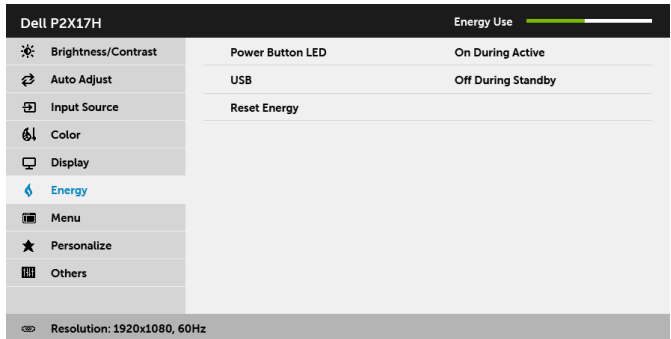 Dell P2X17H Energy Use
Brightness/Contrast Power Button LED On During Active
Auto Adjust USB Off During Standby
Input Source Reset Energy
Color
Display
Energy
Menu
Personalize
Others
Resolution: 1920x1080, 60Hz